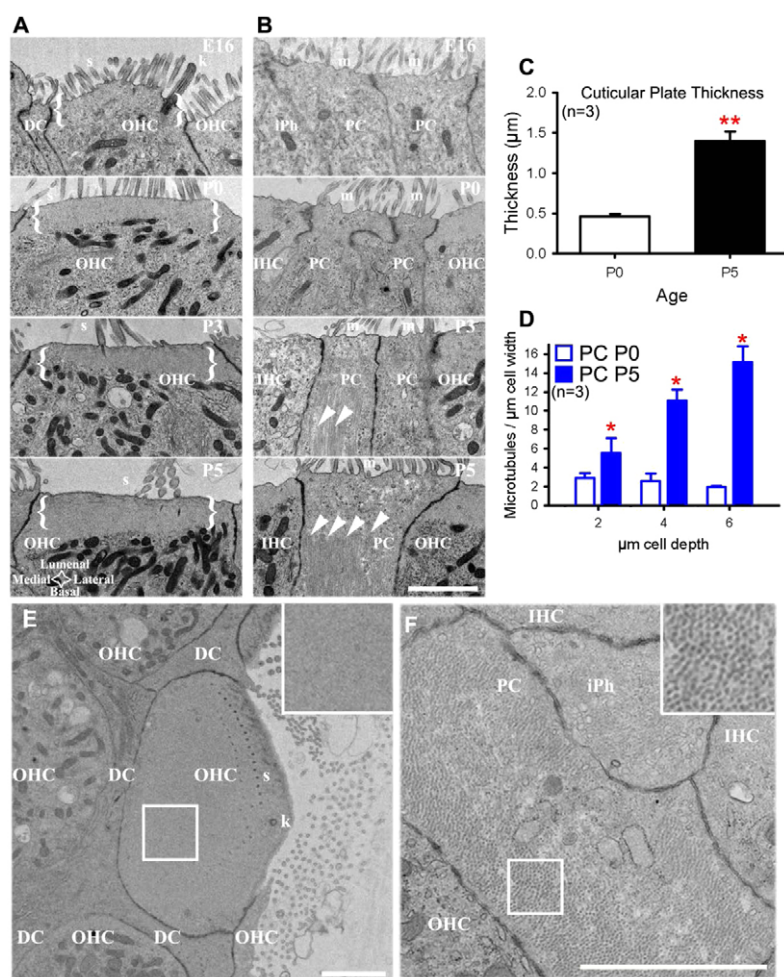 A
E16
s
k
DC
OHC
OHC
P0
OHC
s
P3
OHC
s
P5
OHC
Lumenal
Medial Lateral
Basal
B
E16
m
m
iPh
PC
PC
P0
m
m
IHC
PC
PC
OHC
P3
m
m
IHC
PC
PC
OHC
P5
m
IHC
PC
OHC
C
Cuticular Plate Thickness
(n=3)
**
2.0
1.5
1.0
0.5
0.0
Thickness (µm)
P0 P5
Age
D
PC P0
PC P5
(n=3)
*
*
*
16
14
12
10
8
6
4
2
0
Microtubules / µm cell width
2 4 6
µm cell depth
E
OHC
DC
OHC
DC
OHC
s
k
DC
OHC
DC
OHC
F
IHC
PC
iPh
IHC
OHC